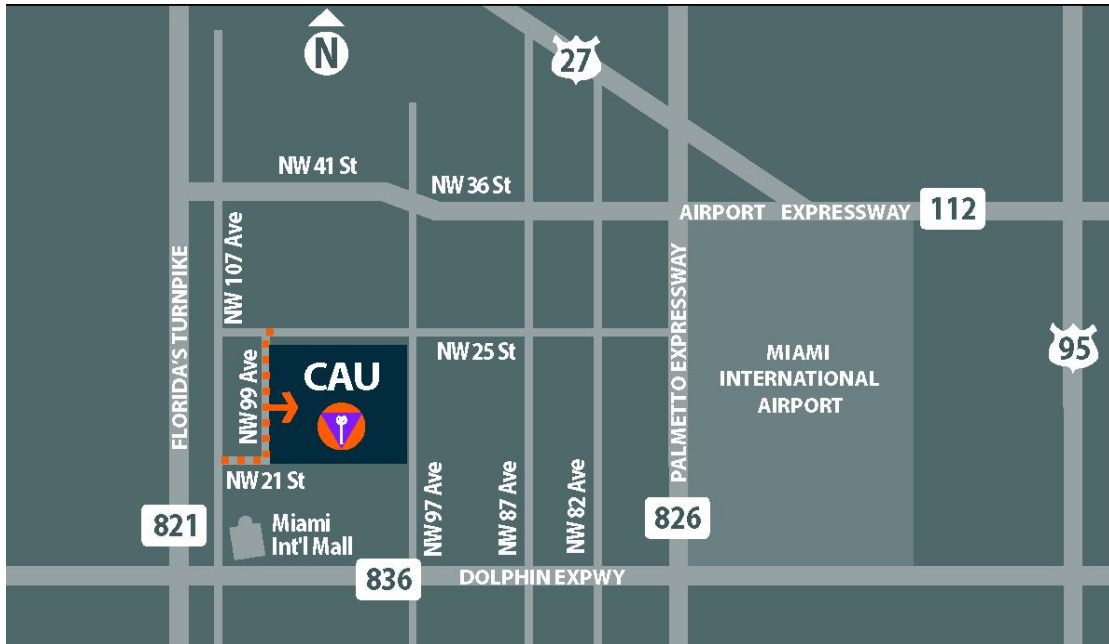 N
27
NW 41 St
NW 36 St
AIRPORT EXPRESSWAY
112
NW 107 Ave
FLORIDA'S TURNPIKE
PALMETTO EXPRESSWAY
NW 25 St
95
MIAMI
INTERNATIONAL
AIRPORT
CAU
NW 99 Ave
NW 21 St
NW 97 Ave
NW 87 Ave
NW 82 Ave
821
826
Miami
Int'l Mall
836
DOLPHIN EXPWY